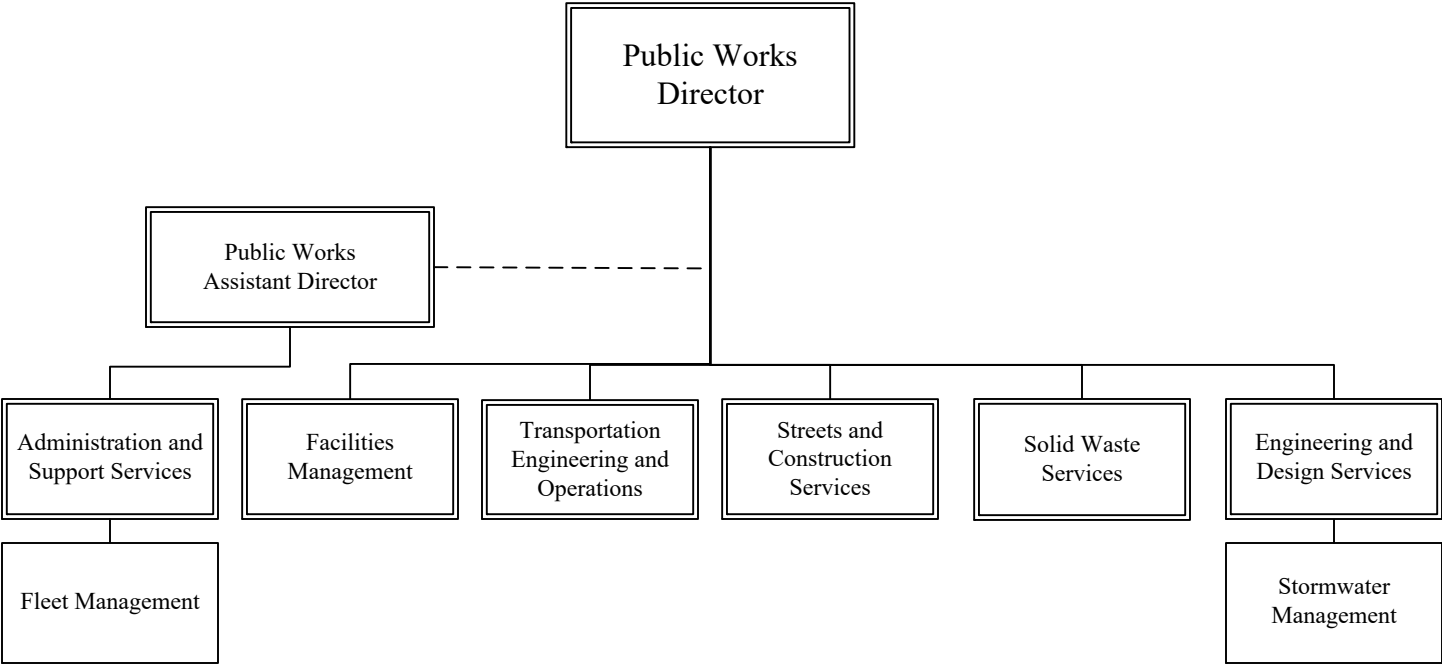 Public Works
Director
Public Works
Assistant Director
Administration and
Support Services
Facilities
Management
Transportation
Engineering and
Operations
Streets and
Construction
Services
Solid Waste
Services
Engineering and
Design Services
Fleet Management
Stormwater
Management